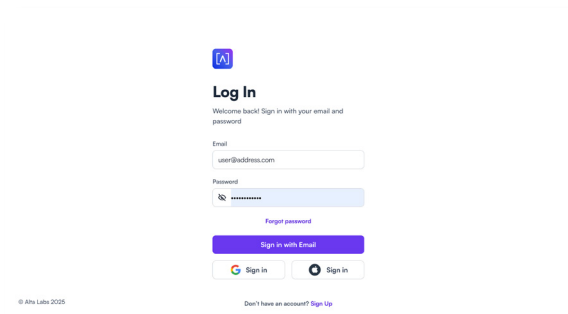 [Λ]
Log In
Welcome back! Sign in with your email and
password
Email
user@address.com
Password
••••••••••••
Forgot password
Sign in with Email
Sign in
Sign in
© Alts Labs 2025
Don't have an account? Sign Up